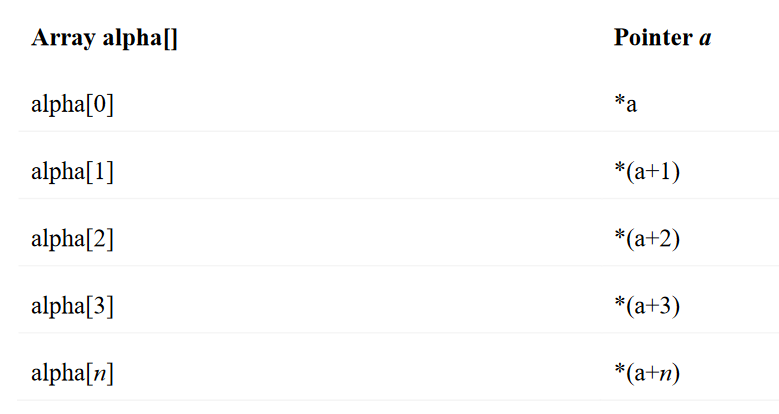 Array alpha[] Pointer a
alpha[0] *a
alpha[1] *(a+1)
alpha[2] *(a+2)
alpha[3] *(a+3)
alpha[n] *(a+n)